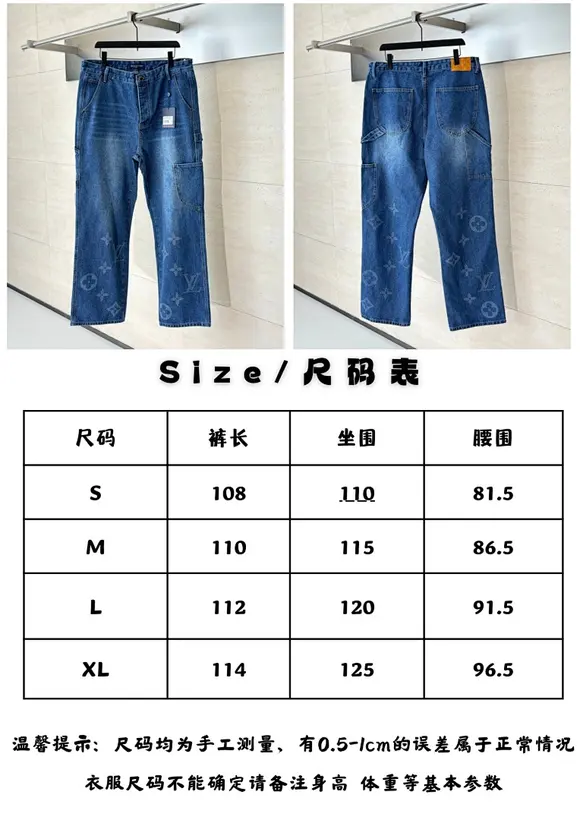 Size/尺码表
尺码 裤长 坐围 腰围
S 108 110 81.5
M 110 115 86.5
L 112 120 91.5
XL 114 125 96.5
温馨提示：尺码均为手工测量、有0.5-1cm的误差属于正常情况
衣服尺码不能确定请备注身高 体重等基本参数